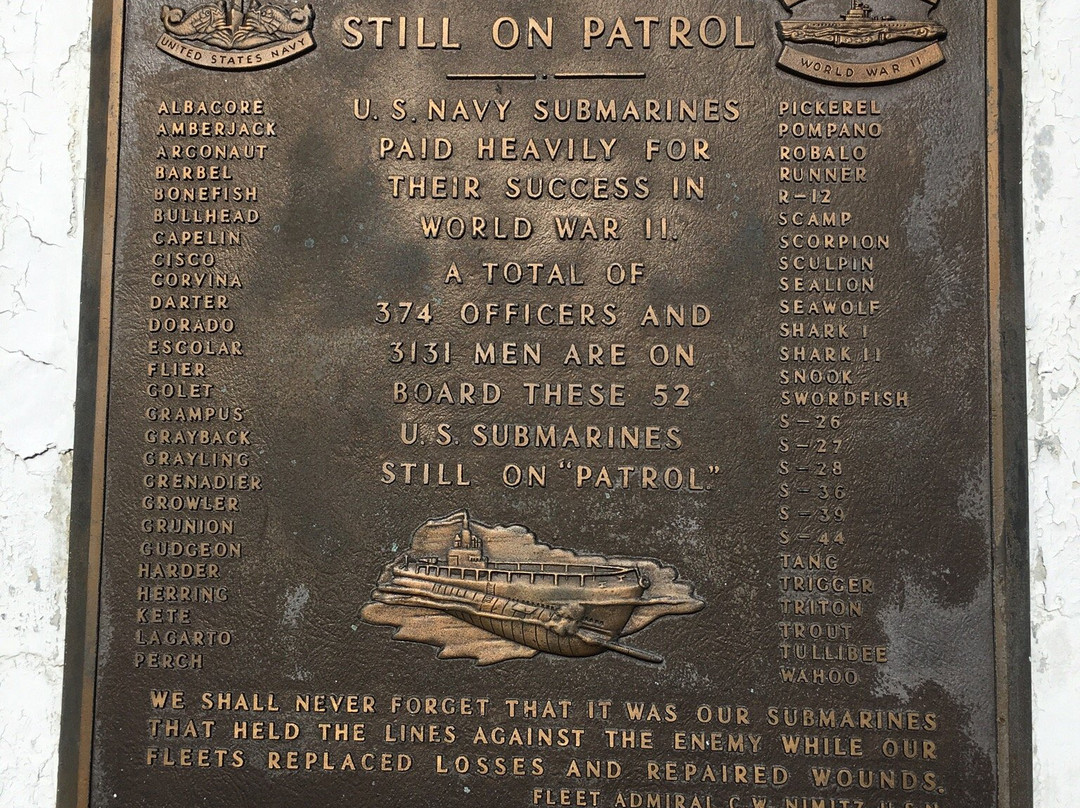 UNITED STATES NAVY
STILL ON PATROL
WORLD WAR II
ALBACORE
AMBERJACK
ARGONAUT
BARBEL
BONEFISH
BULLHEAD
CAPELIN
CISCO
CORVINA
DARTER
DORADO
ESCOLAR
FLIER
GOLET
GRAMPUS
GRAYBACK
GRAYLING
GRENADIER
GROWLER
GRUNION
GUDGEON
HARDER
HERRING
KETE
LAGARTO
PERCH
U. S. NAVY SUBMARINES
PAID HEAVILY FOR
THEIR SUCCESS IN
WORLD WAR II.
A TOTAL OF
374 OFFICERS AND
3131 MEN ARE ON
BOARD THESE 52
U. S. SUBMARINES
STILL ON "PATROL."
PICKEREL
POMPANO
ROBALO
RUNNER
R-12
SCAMP
SCORPION
SCULPIN
SEALION
SEAWOLF
SHARK I
SHARK II
SNOOK
SWORDFISH
S-26
S-27
S-28
S-36
S-39
S-44
TANG
TRIGGER
TRITON
TROUT
TULLIBEE
WAHOO
WE SHALL NEVER FORGET THAT IT WAS OUR SUBMARINES
THAT HELD THE LINES AGAINST THE ENEMY WHILE OUR
FLEETS REPLACED LOSSES AND REPAIRED WOUNDS.
FLEET ADMIRAL C.W. NIMITZ